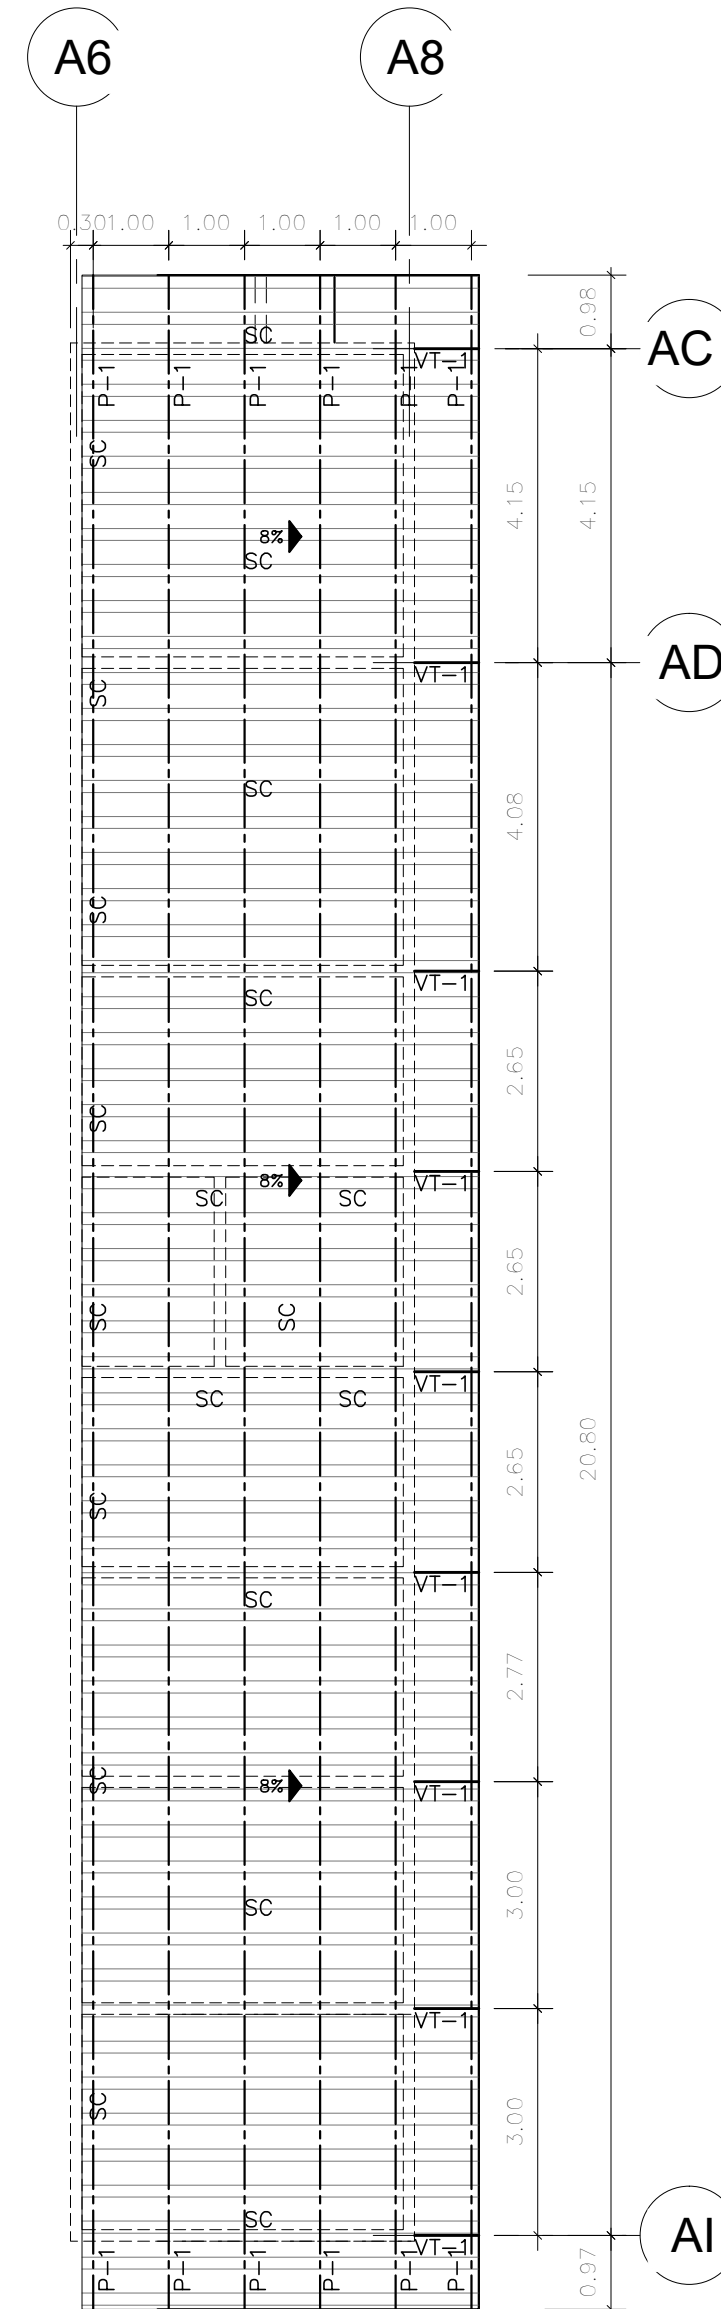 A6 A8
0.30 1.00 1.00 1.00 1.00 1.00
0.98
SC
AC
VT-1
P-1 P-1 P-1 P-1 P-1 P-1
SC
4.15 4.15
8%
SC
AD
VT-1
SC
SC
4.08
SC
VT-1
SC
2.65
SC
8%
VT-1
SC SC
2.65
SC SC
VT-1
SC SC
20.80
2.65
SC
VT-1
SC
2.77
SC
8%
VT-1
3.00
SC
VT-1
SC
3.00
SC
AI
VT-1
P-1 P-1 P-1 P-1 P-1 P-1
0.97